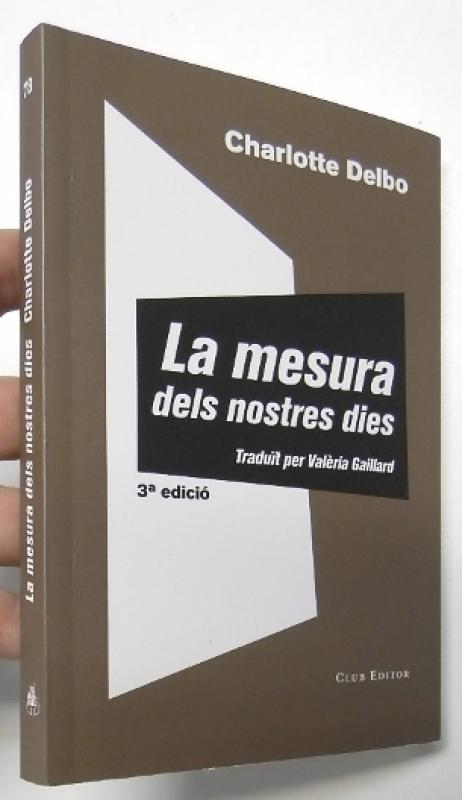 Charlotte Delbo
La mesura
dels nostres dies
Traduït per Valèria Gaillard
3ª edició
CLUB EDITOR
La mesura dels nostres dies Charlotte Delbo 78